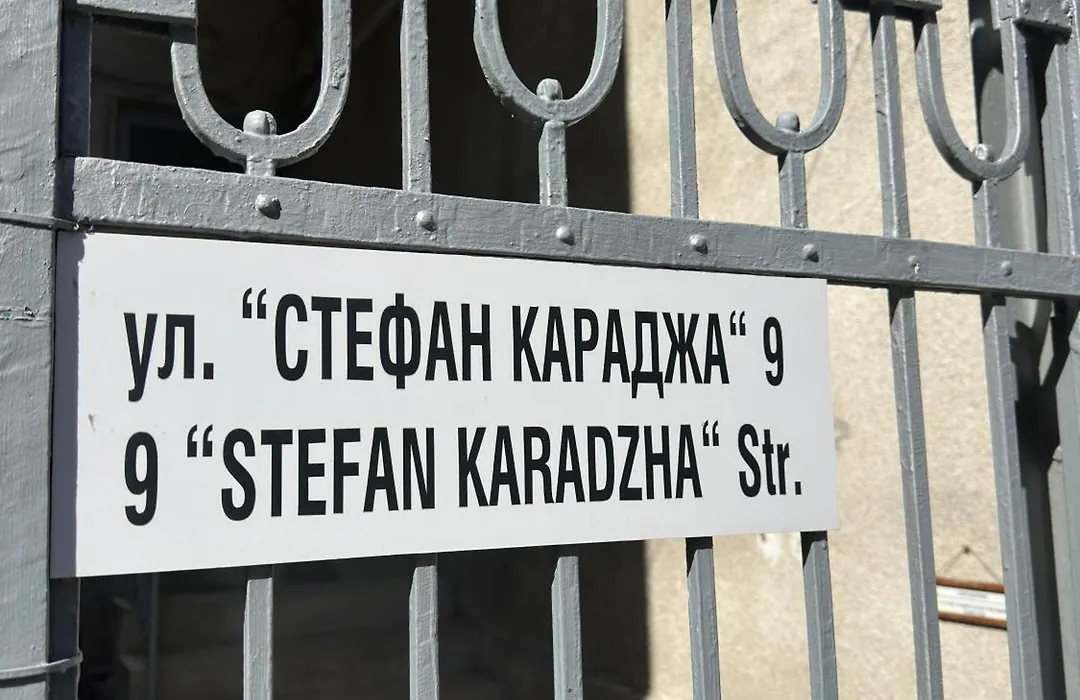 ул. “СТЕФАН КАРАДЖА“ 9
9 “STEFAN KARADZHA“ Str.